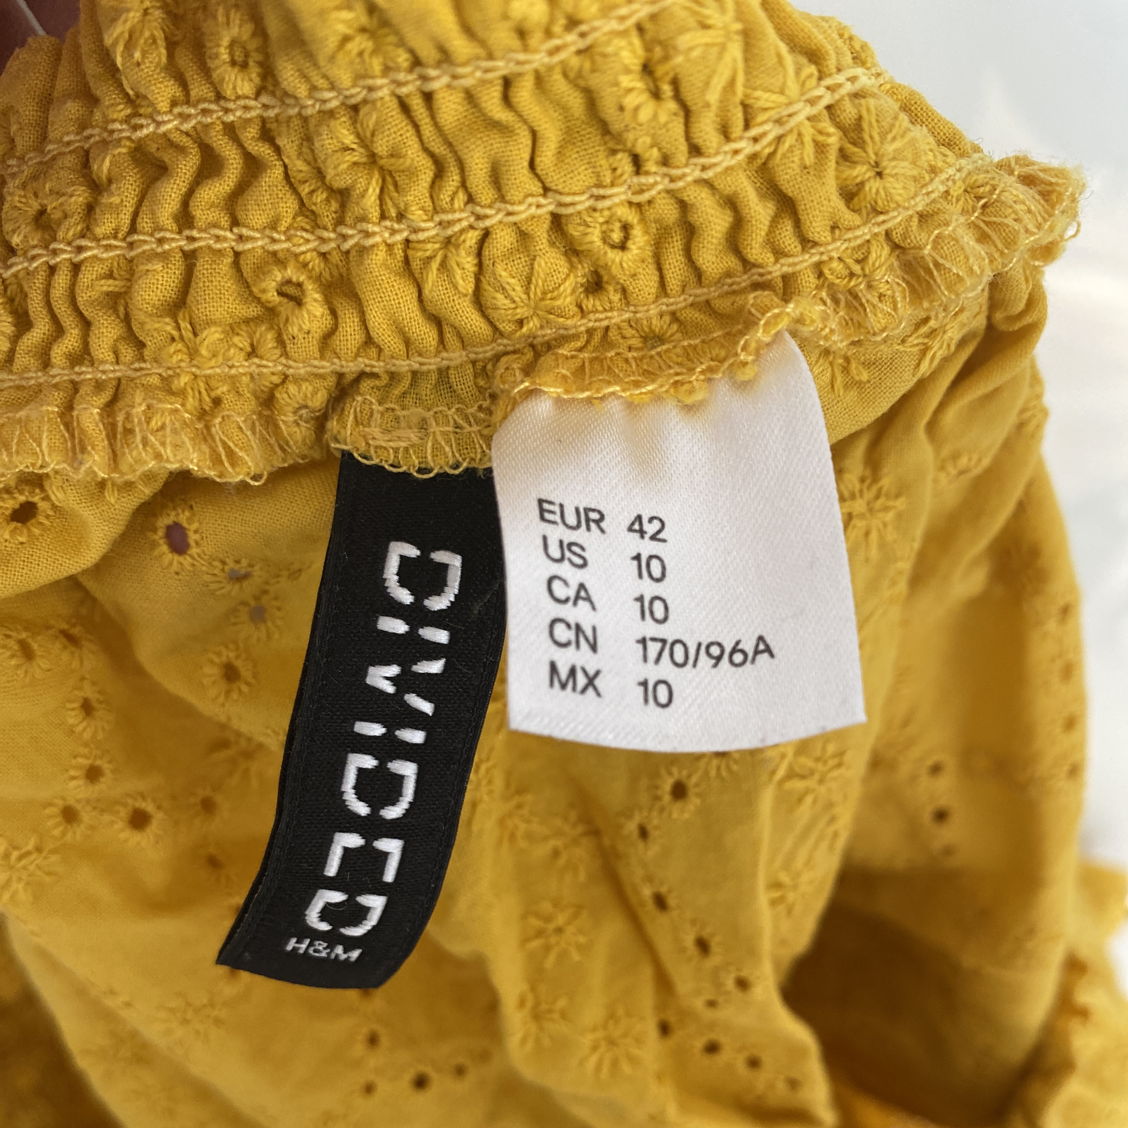 DIVIDED
H&M
EUR 42
US 10
CA 10
CN 170/96A
MX 10